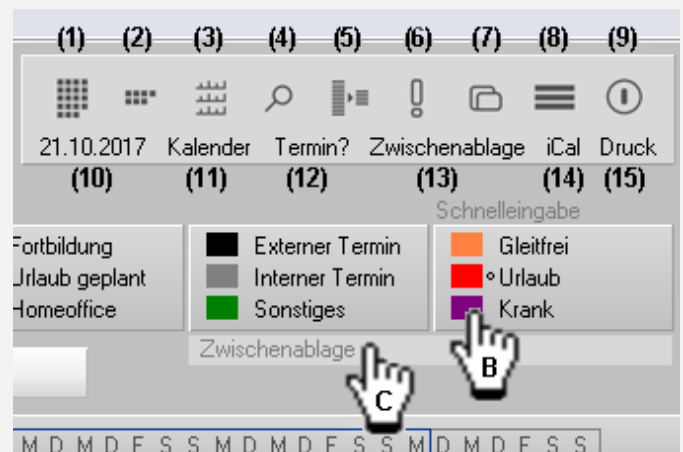 (1) (2) (3) (4) (5) (6) (7) (8) (9)
21.10.2017 Kalender Termin? Zwischenablage iCal Druck
(10) (11) (12) (13) (14) (15)
Schnelleingabe
Fortbildung Externer Termin Gleitfrei
Urlaub geplant Interner Termin Urlaub
Homeoffice Sonstiges Krank
Zwischenablage
B
C
M D M D F S S M D M D F S S M D M D F S S